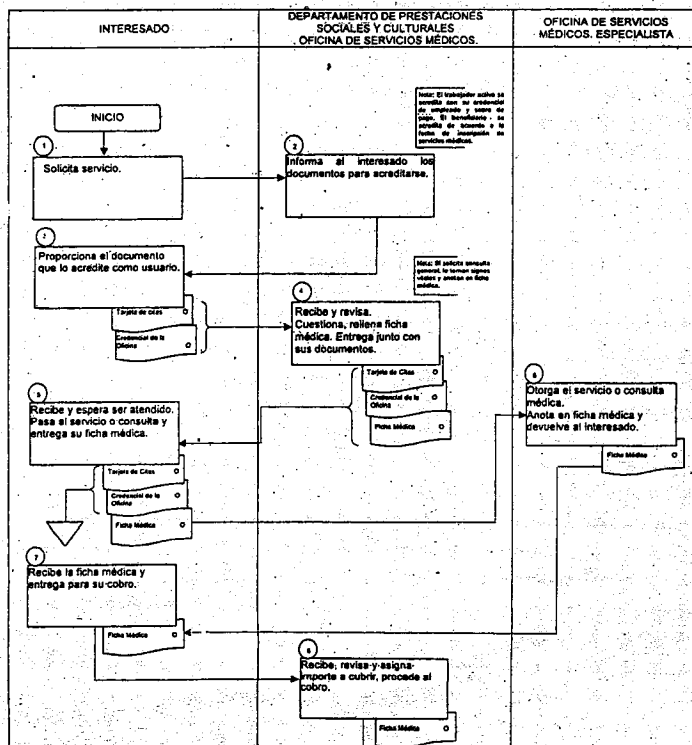 INTERESADO
DEPARTAMENTO DE PRESTACIONES
SOCIALES Y CULTURALES
OFICINA DE SERVICIOS MÉDICOS.
OFICINA DE SERVICIOS
MÉDICOS. ESPECIALISTA
INICIO
Nota: El trabajador activo se
acredita con su credencial
de empleado y sobre de
pago. El beneficiario se
acredita de acuerdo a la
fecha de inscripción de
servicios médicos.
1
Solicita servicio.
2
Informa al interesado los
documentos para acreditarse.
3
Proporciona el documento
que lo acredite como usuario.
Tarjeta de Citas
Credencial de la
Oficina
Nota: Si solicita consulta
general, le toman signos
vitales y anotan en ficha
médica.
4
Recibe y revisa.
Cuestiona, rellena ficha
médica. Entrega junto con
sus documentos.
Tarjeta de Citas
Credencial de la
Oficina
Ficha Médica
5
Recibe y espera ser atendido.
Pasa al servicio o consulta y
entrega su ficha médica.
Tarjeta de Citas
Credencial de la
Oficina
Ficha Médica
6
Otorga el servicio o consulta
médica.
Anota en ficha médica y
devuelve al interesado.
Ficha Médica
7
Recibe la ficha médica y
entrega para su cobro.
Ficha Médica
Recibe, revisa y asigna
importe a cubrir, procede al
cobro.
Ficha Médica